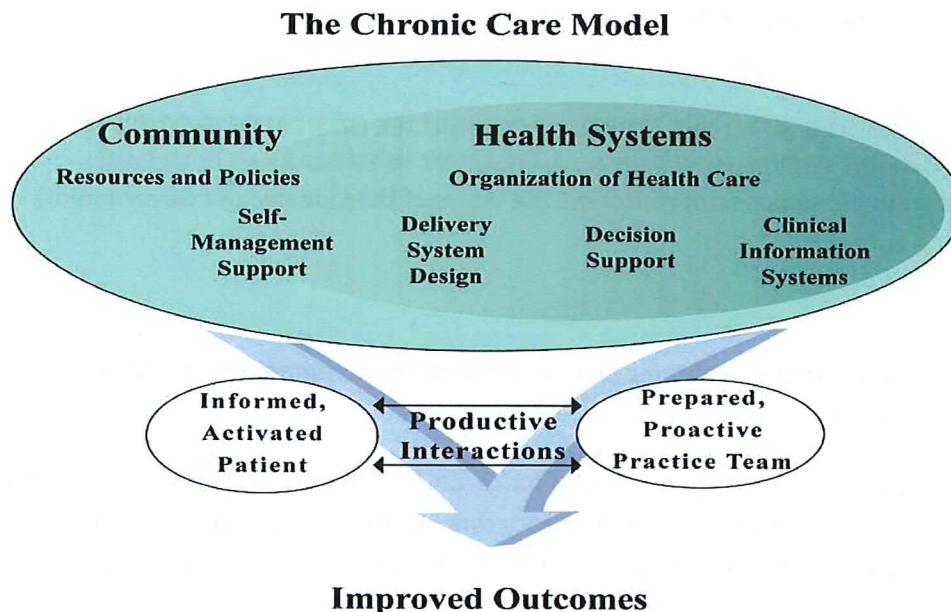 The Chronic Care Model
Community
Resources and Policies
Health Systems
Organization of Health Care
Self-
Management
Support
Delivery
System
Design
Decision
Support
Clinical
Information
Systems
Informed,
Activated
Patient
Productive
Interactions
Prepared,
Proactive
Practice Team
Improved Outcomes